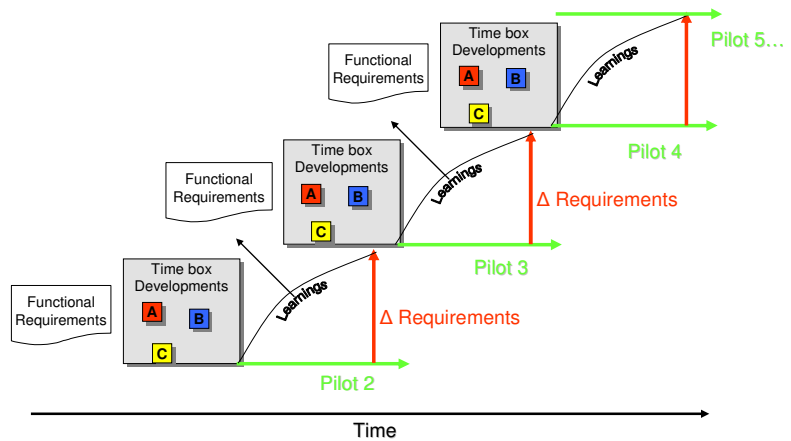 Time box
Developments
A
B
C
Functional
Requirements
Learnings
Pilot 5…
Pilot 4
Time box
Developments
A
B
C
Functional
Requirements
Learnings
Δ Requirements
Pilot 3
Time box
Developments
A
B
C
Functional
Requirements
Learnings
Δ Requirements
Pilot 2
Time